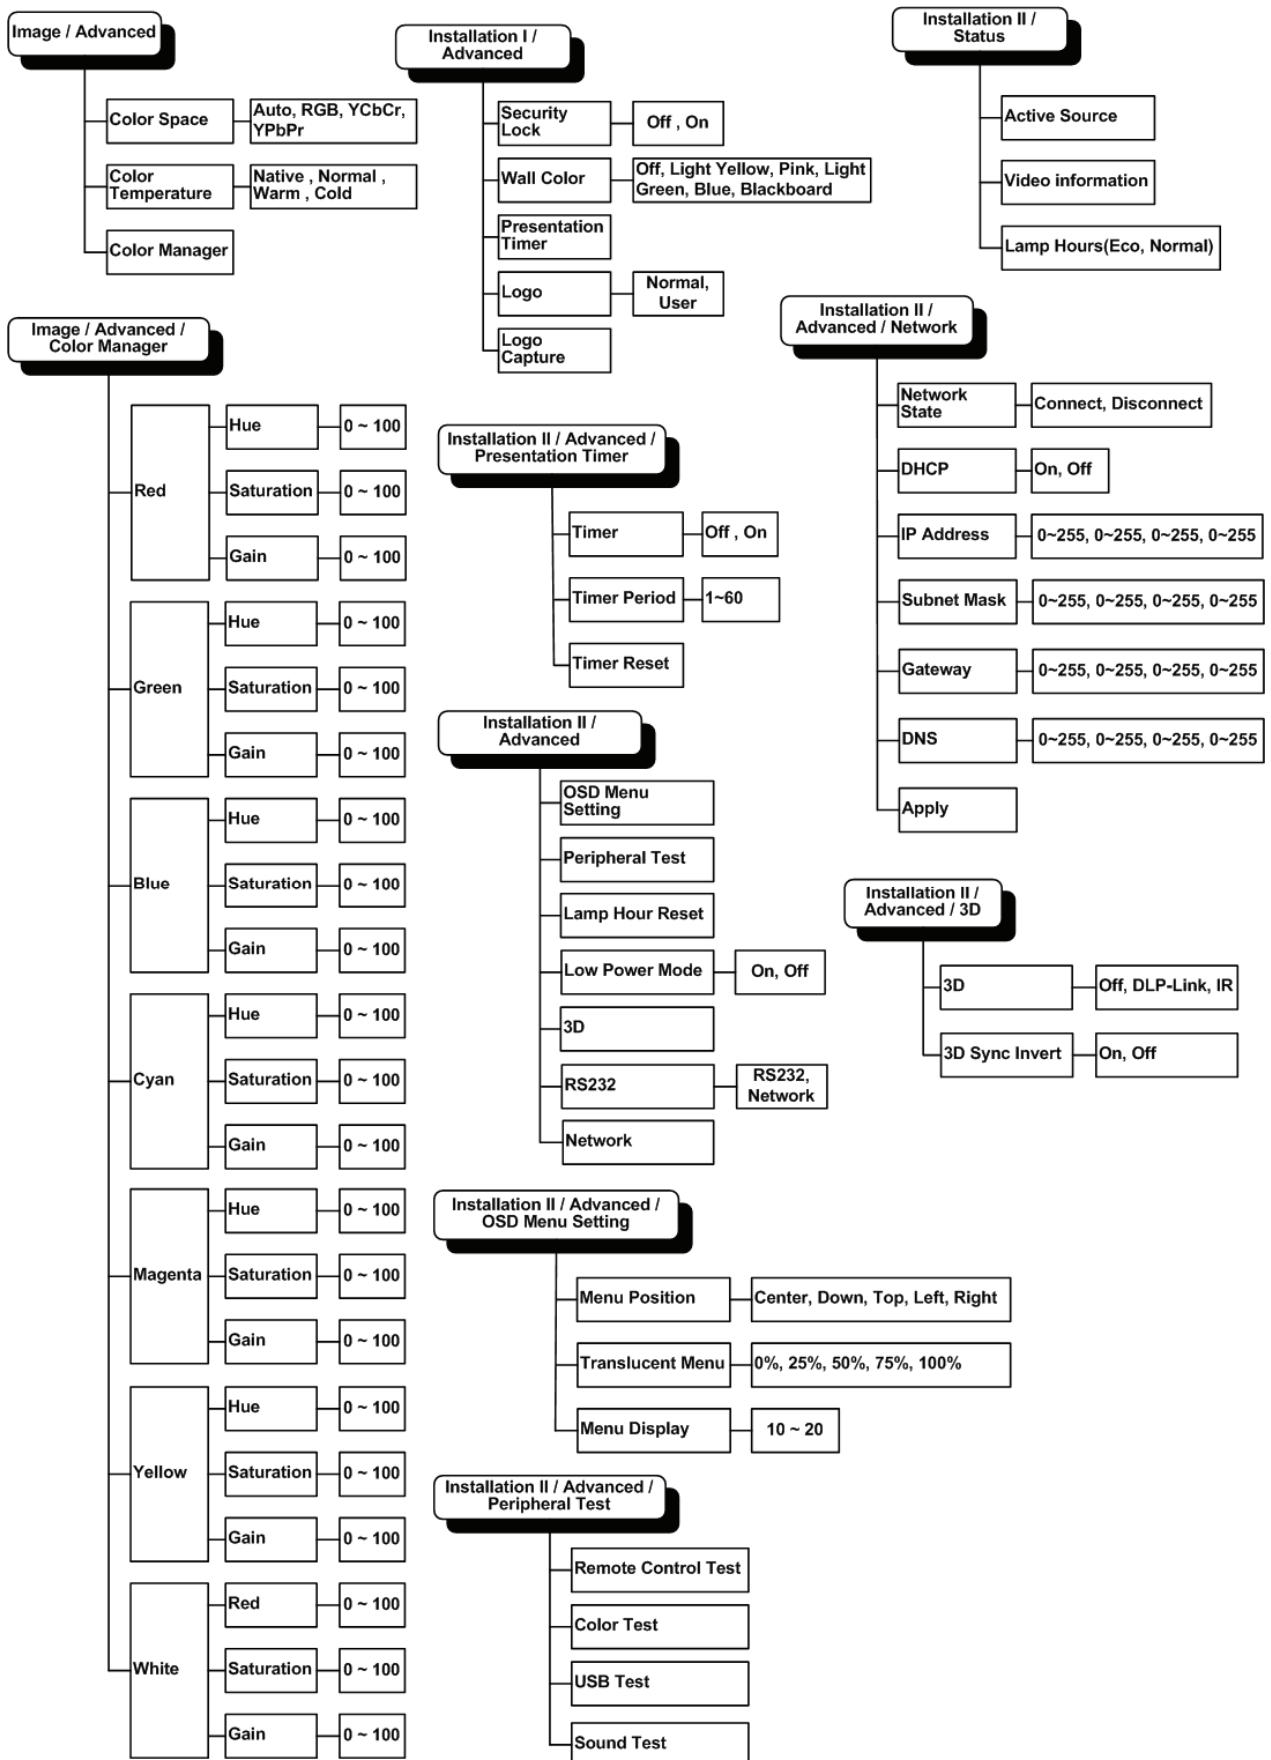 Image / Advanced
Color Space
Auto, RGB, YCbCr,
YPbPr
Color
Temperature
Native , Normal ,
Warm , Cold
Color Manager
Image / Advanced /
Color Manager
Red
Hue
0 ~ 100
Saturation
0 ~ 100
Gain
0 ~ 100
Green
Hue
0 ~ 100
Saturation
0 ~ 100
Gain
0 ~ 100
Blue
Hue
0 ~ 100
Saturation
0 ~ 100
Gain
0 ~ 100
Cyan
Hue
0 ~ 100
Saturation
0 ~ 100
Gain
0 ~ 100
Magenta
Hue
0 ~ 100
Saturation
0 ~ 100
Gain
0 ~ 100
Yellow
Hue
0 ~ 100
Saturation
0 ~ 100
Gain
0 ~ 100
White
Red
0 ~ 100
Saturation
0 ~ 100
Gain
0 ~ 100
Installation I /
Advanced
Security
Lock
Off , On
Wall Color
Off, Light Yellow, Pink, Light
Green, Blue, Blackboard
Presentation
Timer
Logo
Normal,
User
Logo
Capture
Installation II / Advanced /
Presentation Timer
Timer
Off , On
Timer Period
1~60
Timer Reset
Installation II /
Advanced
OSD Menu
Setting
Peripheral Test
Lamp Hour Reset
Low Power Mode
On, Off
3D
RS232
RS232,
Network
Network
Installation II / Advanced /
OSD Menu Setting
Menu Position
Center, Down, Top, Left, Right
Translucent Menu
0%, 25%, 50%, 75%, 100%
Menu Display
10 ~ 20
Installation II / Advanced /
Peripheral Test
Remote Control Test
Color Test
USB Test
Sound Test
Installation II /
Status
Active Source
Video information
Lamp Hours(Eco, Normal)
Installation II /
Advanced / Network
Network
State
Connect, Disconnect
DHCP
On, Off
IP Address
0~255, 0~255, 0~255, 0~255
Subnet Mask
0~255, 0~255, 0~255, 0~255
Gateway
0~255, 0~255, 0~255, 0~255
DNS
0~255, 0~255, 0~255, 0~255
Apply
Installation II /
Advanced / 3D
3D
Off, DLP-Link, IR
3D Sync Invert
On, Off